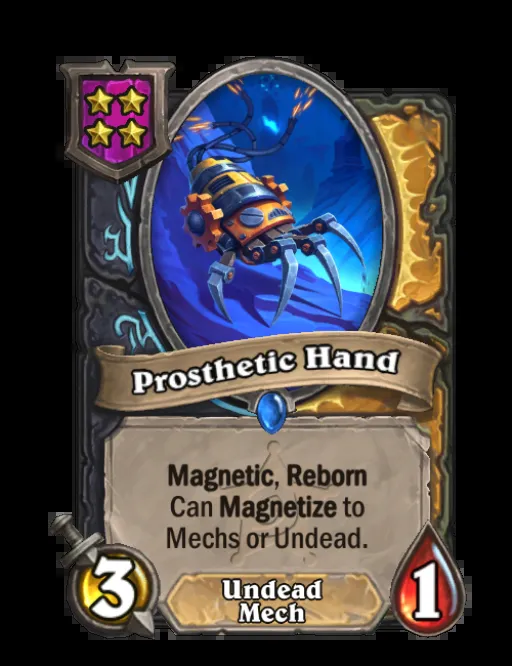 Prosthetic Hand
Magnetic, Reborn
Can Magnetize to
Mechs or Undead.
3
Undead
Mech
1